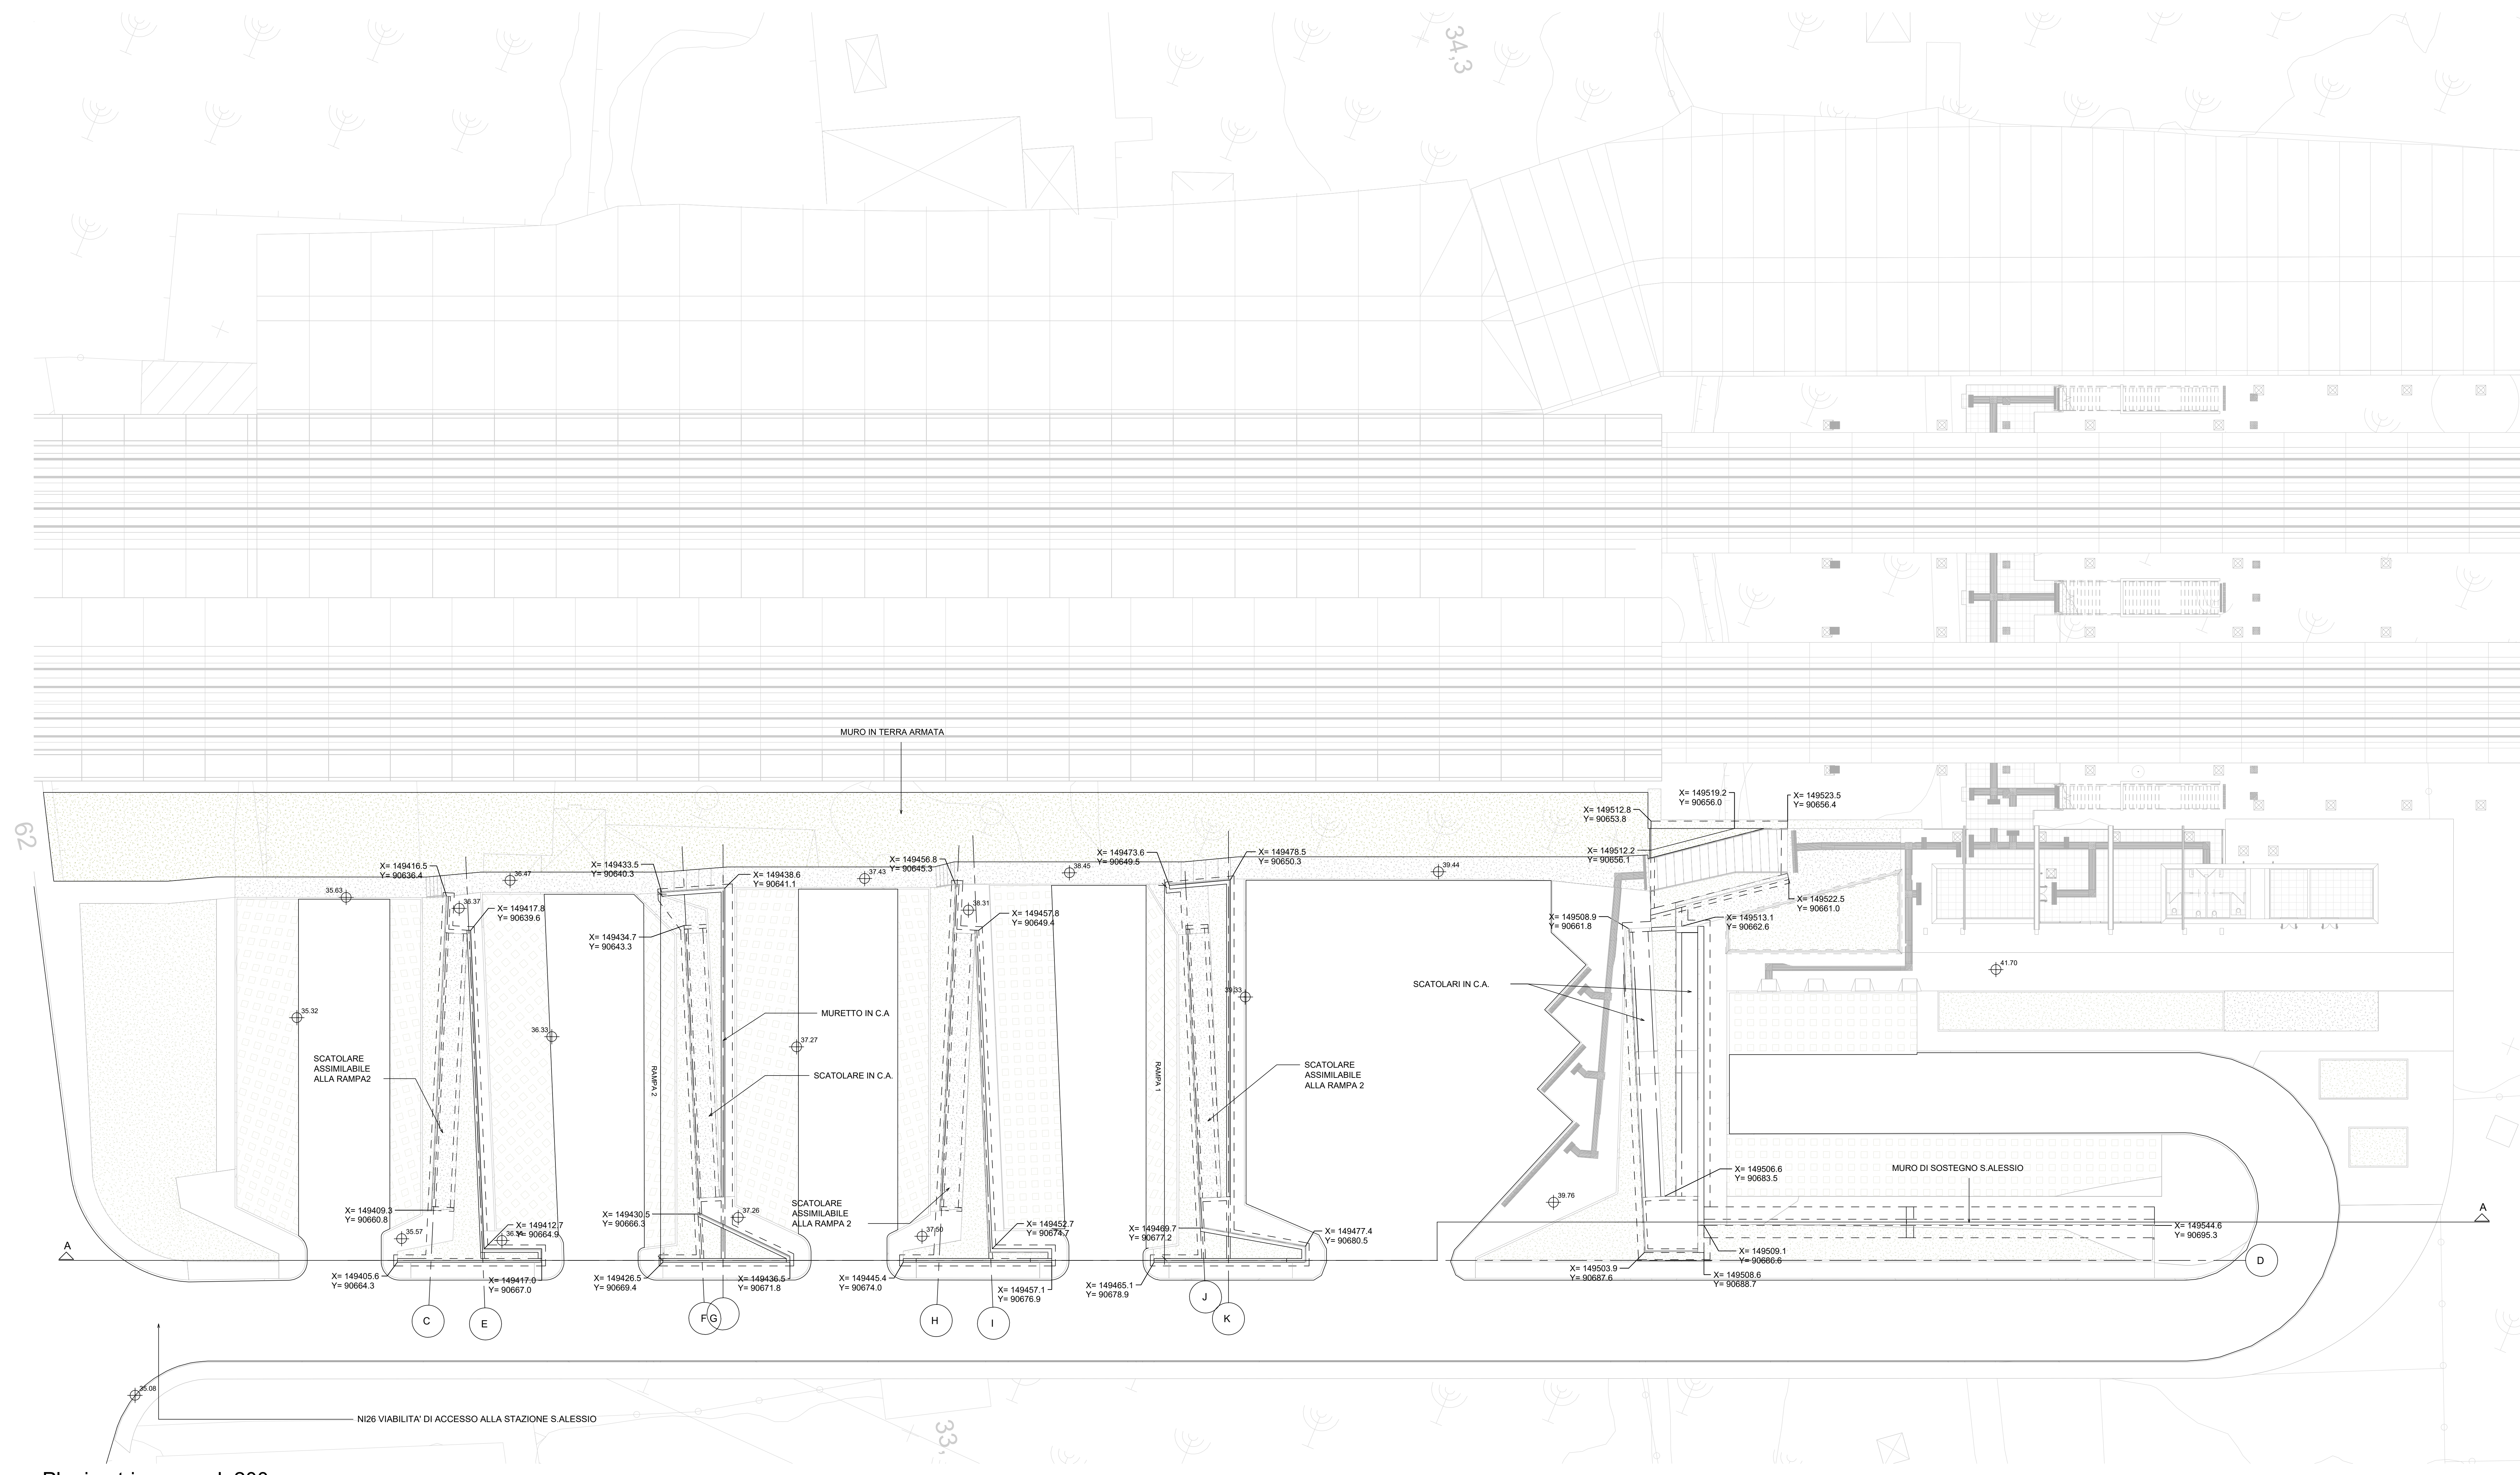 34,3
MURO IN TERRA ARMATA
62
X= 149519.2
Y= 90656.0
X= 149523.5
Y= 90656.4
X= 149512.8
Y= 90653.8
X= 149512.2
Y= 90656.1
X= 149416.5
Y= 90636.4
36.47
35.63
36.37
X= 149417.8
Y= 90639.6
X= 149433.5
Y= 90640.3
X= 149438.6
Y= 90641.1
37.43
X= 149456.8
Y= 90645.3
38.45
X= 149473.6
Y= 90649.5
X= 149478.5
Y= 90650.3
39.44
38.31
X= 149457.8
Y= 90649.4
X= 149434.7
Y= 90643.3
X= 149522.5
Y= 90661.0
X= 149508.9
Y= 90661.8
X= 149513.1
Y= 90662.6
41.70
SCATOLARI IN C.A.
39.33
35.32
36.33
37.27
MURETTO IN C.A
SCATOLARE
ASSIMILABILE
ALLA RAMPA2
RAMPA 2
SCATOLARE IN C.A.
RAMPA 1
SCATOLARE
ASSIMILABILE
ALLA RAMPA 2
X= 149506.6
Y= 90683.5
MURO DI SOSTEGNO S.ALESSIO
39.76
SCATOLARE
ASSIMILABILE
ALLA RAMPA 2
X= 149409.3
Y= 90660.8
35.57
X= 149412.7
Y= 90664.9
X= 149430.5
Y= 90666.3
37.26
37.50
X= 149452.7
Y= 90674.7
X= 149469.7
Y= 90677.2
X= 149477.4
Y= 90680.5
X= 149544.6
Y= 90695.3
A
A
X= 149509.1
Y= 90686.6
X= 149503.9
Y= 90687.6
X= 149508.6
Y= 90688.7
D
X= 149405.6
Y= 90664.3
X= 149417.0
Y= 90667.0
X= 149426.5
Y= 90669.4
X= 149436.5
Y= 90671.8
X= 149445.4
Y= 90674.0
X= 149457.1
Y= 90676.9
X= 149465.1
Y= 90678.9
C
E
F
G
H
I
J
K
35.08
NI26 VIABILITA' DI ACCESSO ALLA STAZIONE S.ALESSIO
33,